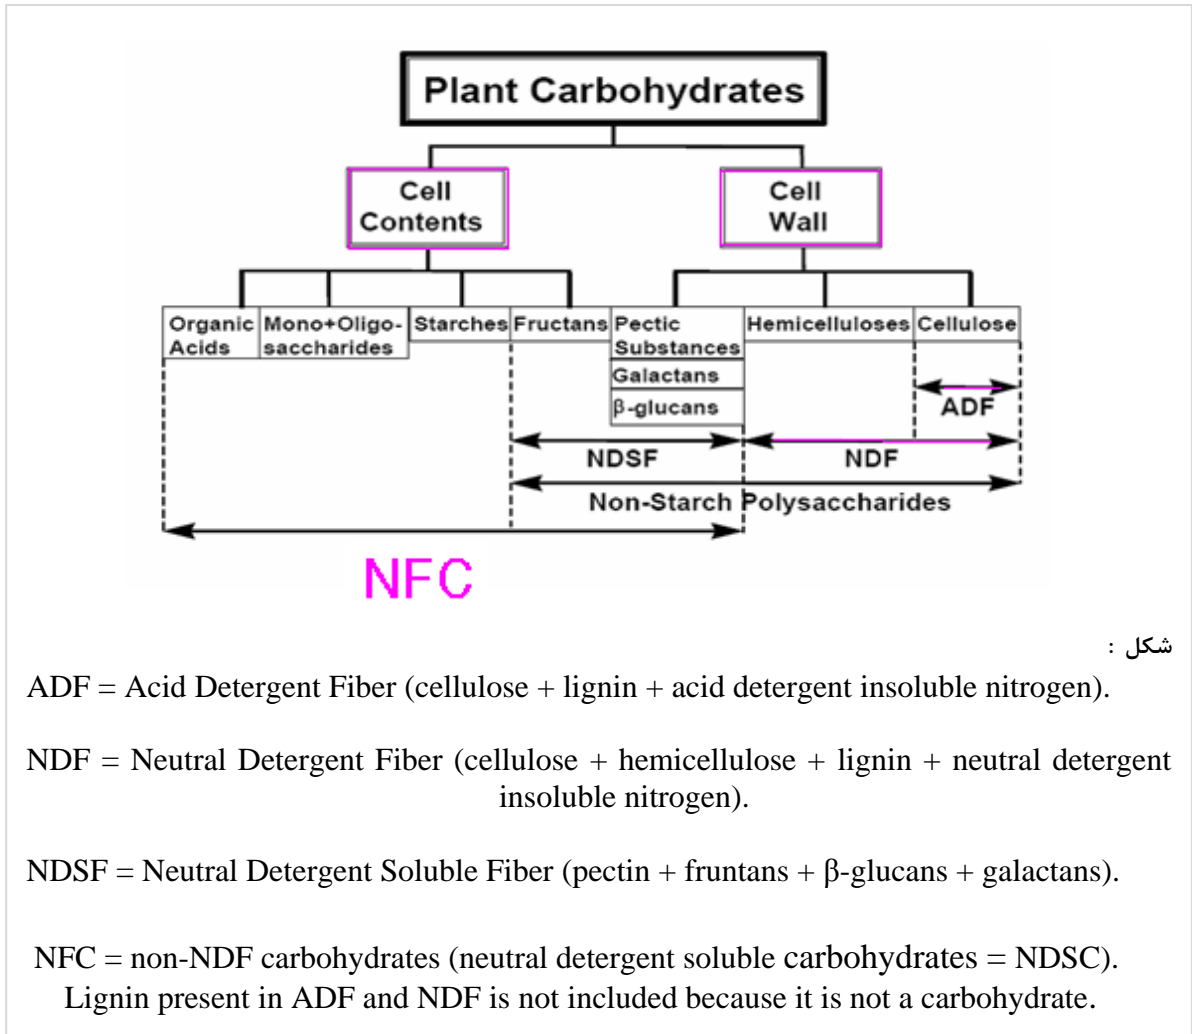 Plant Carbohydrates
Cell
Contents
Cell
Wall
Organic
Acids
Mono+Oligo-
saccharides
Starches
Fructans
Pectic
Substances
Galactans
β-glucans
Hemicelluloses
Cellulose
ADF
NDSF
NDF
Non-Starch Polysaccharides
NFC
شكل :
ADF = Acid Detergent Fiber (cellulose + lignin + acid detergent insoluble nitrogen).
NDF = Neutral Detergent Fiber (cellulose + hemicellulose + lignin + neutral detergent
insoluble nitrogen).
NDSF = Neutral Detergent Soluble Fiber (pectin + fruntans + β-glucans + galactans).
NFC = non-NDF carbohydrates (neutral detergent soluble carbohydrates = NDSC).
Lignin present in ADF and NDF is not included because it is not a carbohydrate.